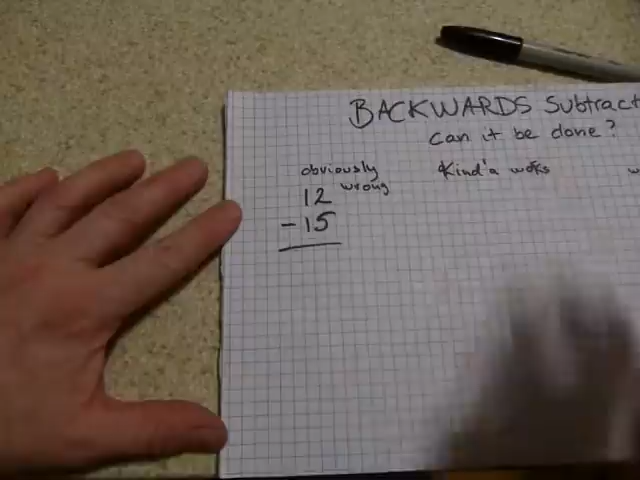 BACKWARDS Subtract
can it be done?
obviously
wrong
12
-15
Kind'a works
w